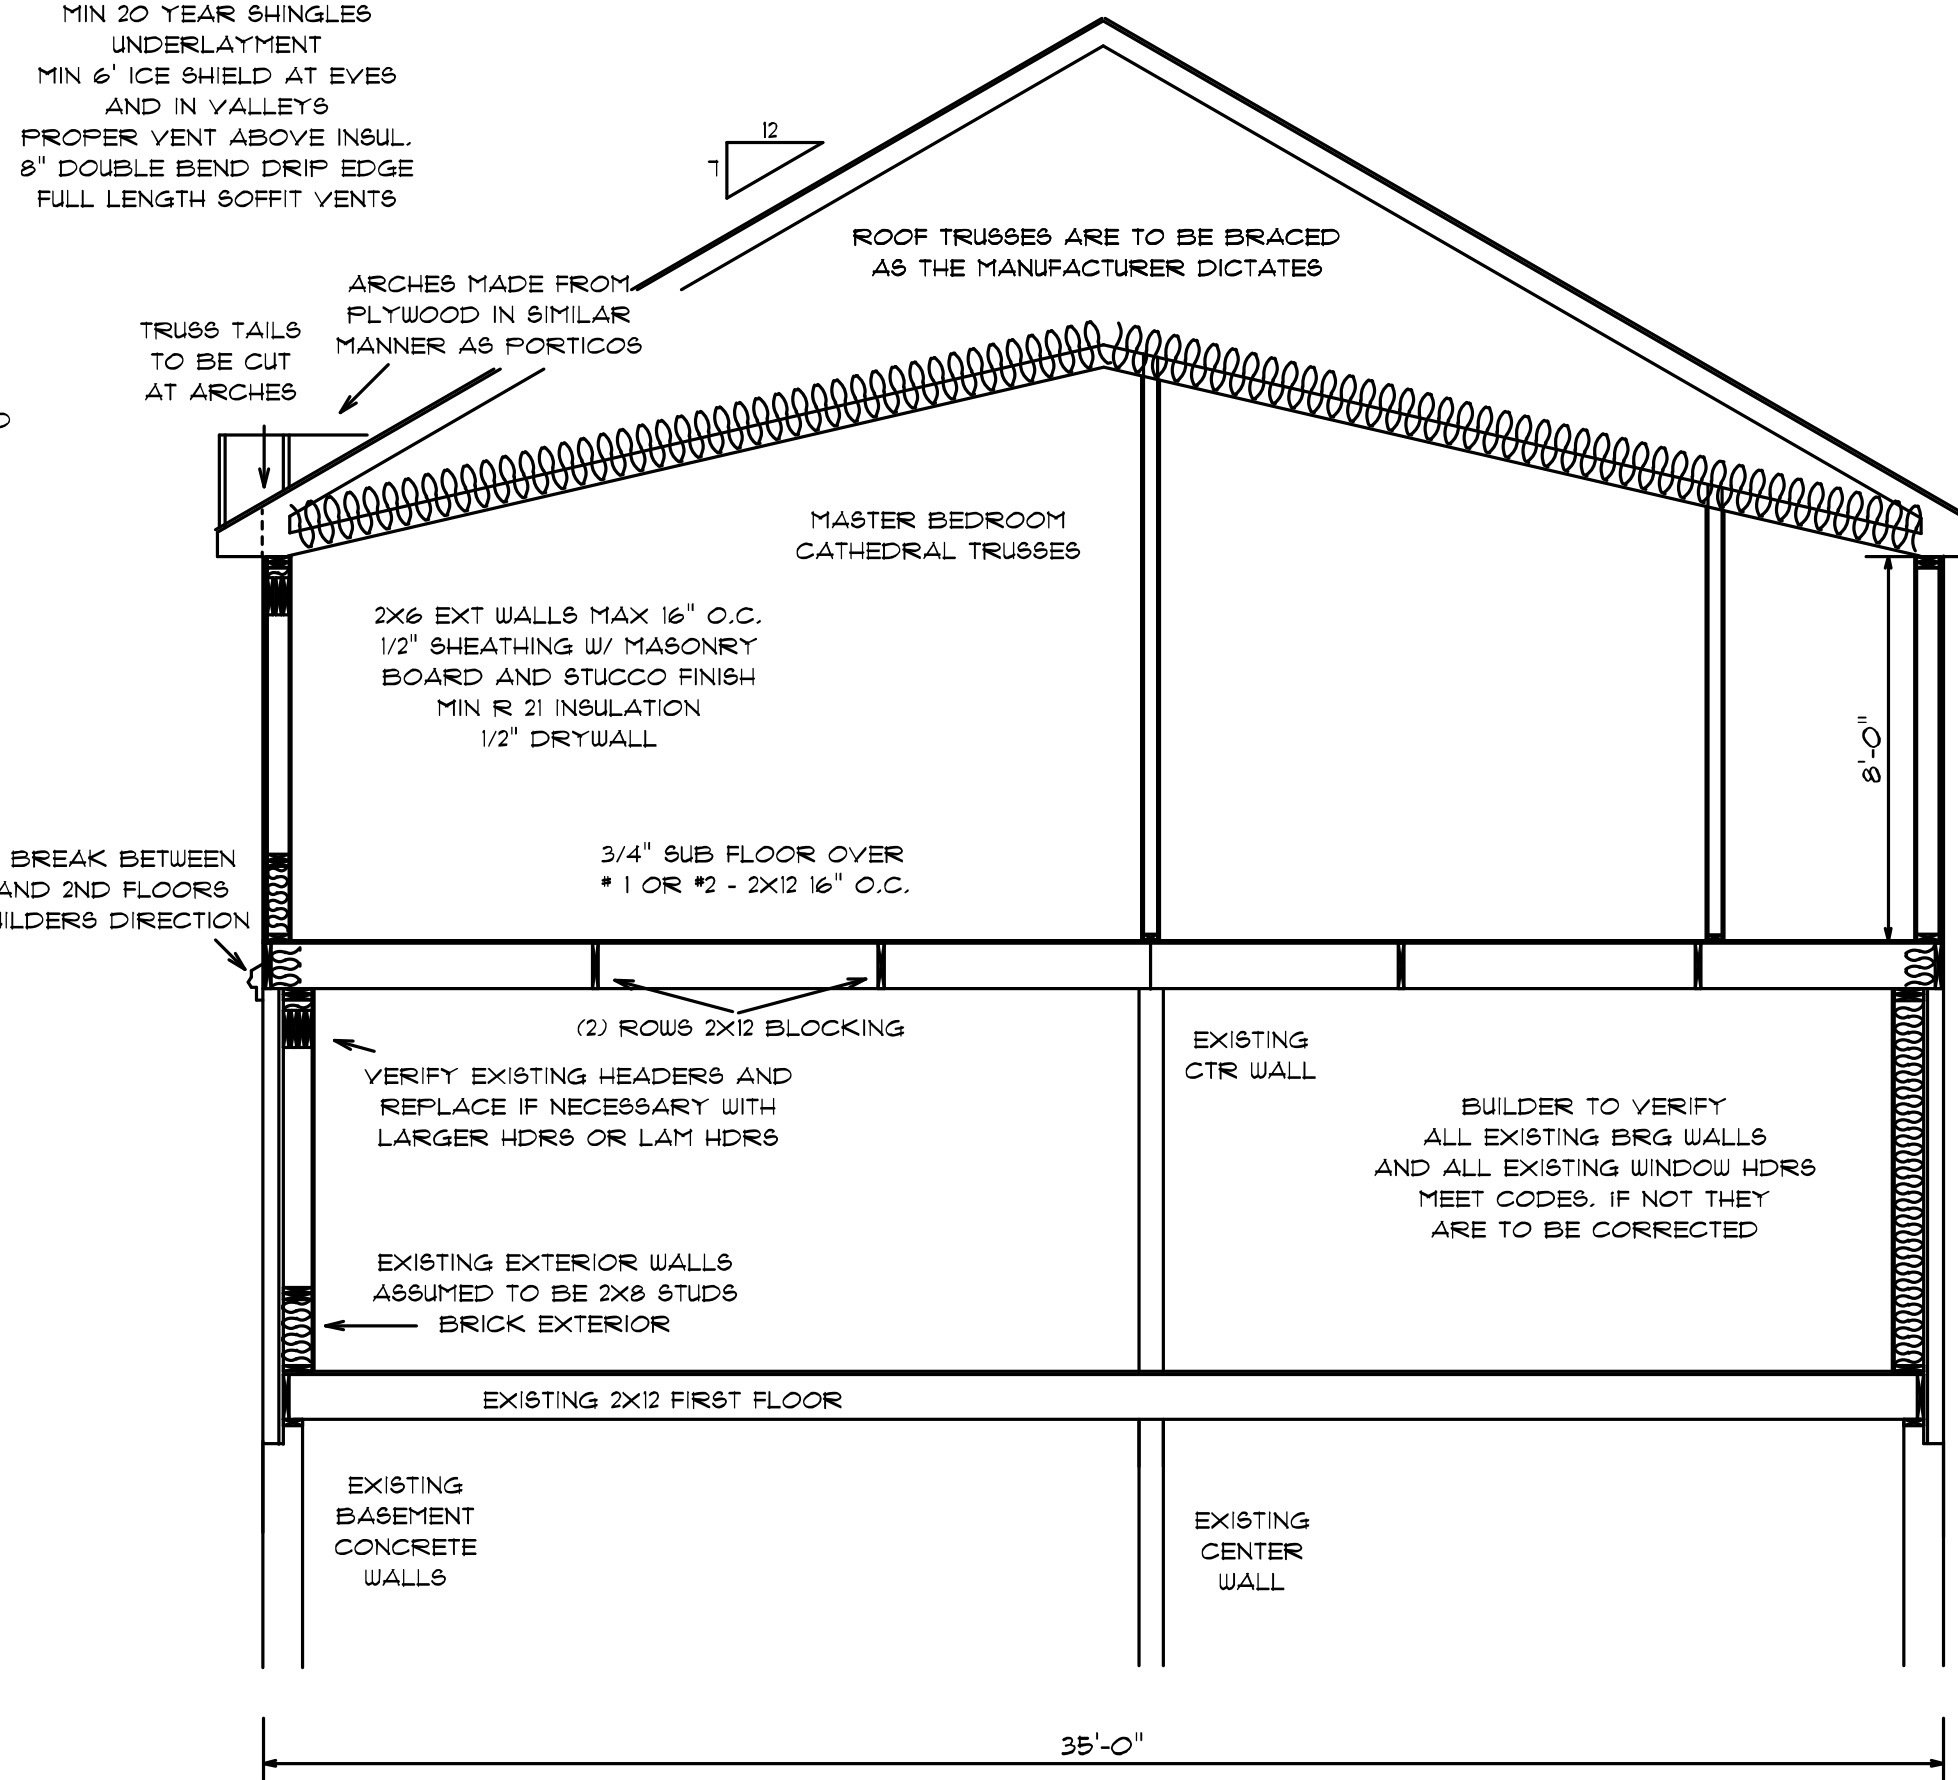 MIN 20 YEAR SHINGLES
UNDERLAYMENT
MIN 6' ICE SHIELD AT EVES
AND IN VALLEYS
PROPER VENT ABOVE INSUL.
8" DOUBLE BEND DRIP EDGE
FULL LENGTH SOFFIT VENTS
12
7
ROOF TRUSSES ARE TO BE BRACED
AS THE MANUFACTURER DICTATES
ARCHES MADE FROM
PLYWOOD IN SIMILAR
MANNER AS PORTICOS
TRUSS TAILS
TO BE CUT
AT ARCHES
MASTER BEDROOM
CATHEDRAL TRUSSES
2X6 EXT WALLS MAX 16" O.C.
1/2" SHEATHING W/ MASONRY
BOARD AND STUCCO FINISH
MIN R 21 INSULATION
1/2" DRYWALL
8'-0"
3/4" SUB FLOOR OVER
# 1 OR #2 - 2X12 16" O.C.
BREAK BETWEEN
AND 2ND FLOORS
DIRECTION
(2) ROWS 2X12 BLOCKING
VERIFY EXISTING HEADERS AND
REPLACE IF NECESSARY WITH
LARGER HDRS OR LAM HDRS
EXISTING
CTR WALL
BUILDER TO VERIFY
ALL EXISTING BRG WALLS
AND ALL EXISTING WINDOW HDRS
MEET CODES. IF NOT THEY
ARE TO BE CORRECTED
EXISTING EXTERIOR WALLS
ASSUMED TO BE 2X8 STUDS
BRICK EXTERIOR
EXISTING 2X12 FIRST FLOOR
EXISTING
BASEMENT
CONCRETE
WALLS
EXISTING
CENTER
WALL
35'-0"